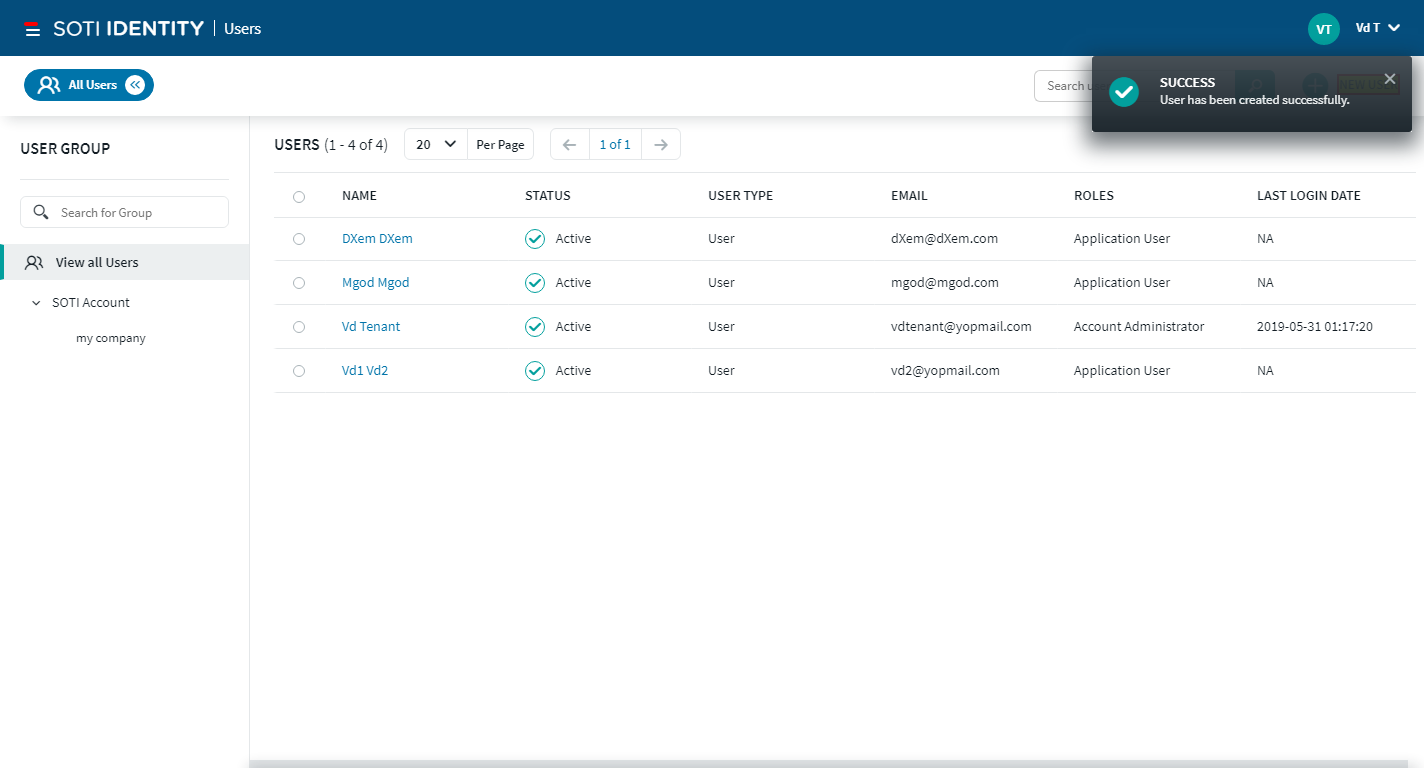 SOTI IDENTITY | Users
VT
Vd T
All Users
Search u
NEW USER
SUCCESS
User has been created successfully.
USER GROUP
Search for Group
View all Users
SOTI Account
my company
USERS (1 - 4 of 4)
20
Per Page
1 of 1
NAME STATUS USER TYPE EMAIL ROLES LAST LOGIN DATE
DXem DXem Active User dXem@dXem.com Application User NA
Mgod Mgod Active User mgod@mgod.com Application User NA
Vd Tenant Active User vdtenant@yopmail.com Account Administrator 2019-05-31 01:17:20
Vd1 Vd2 Active User vd2@yopmail.com Application User NA